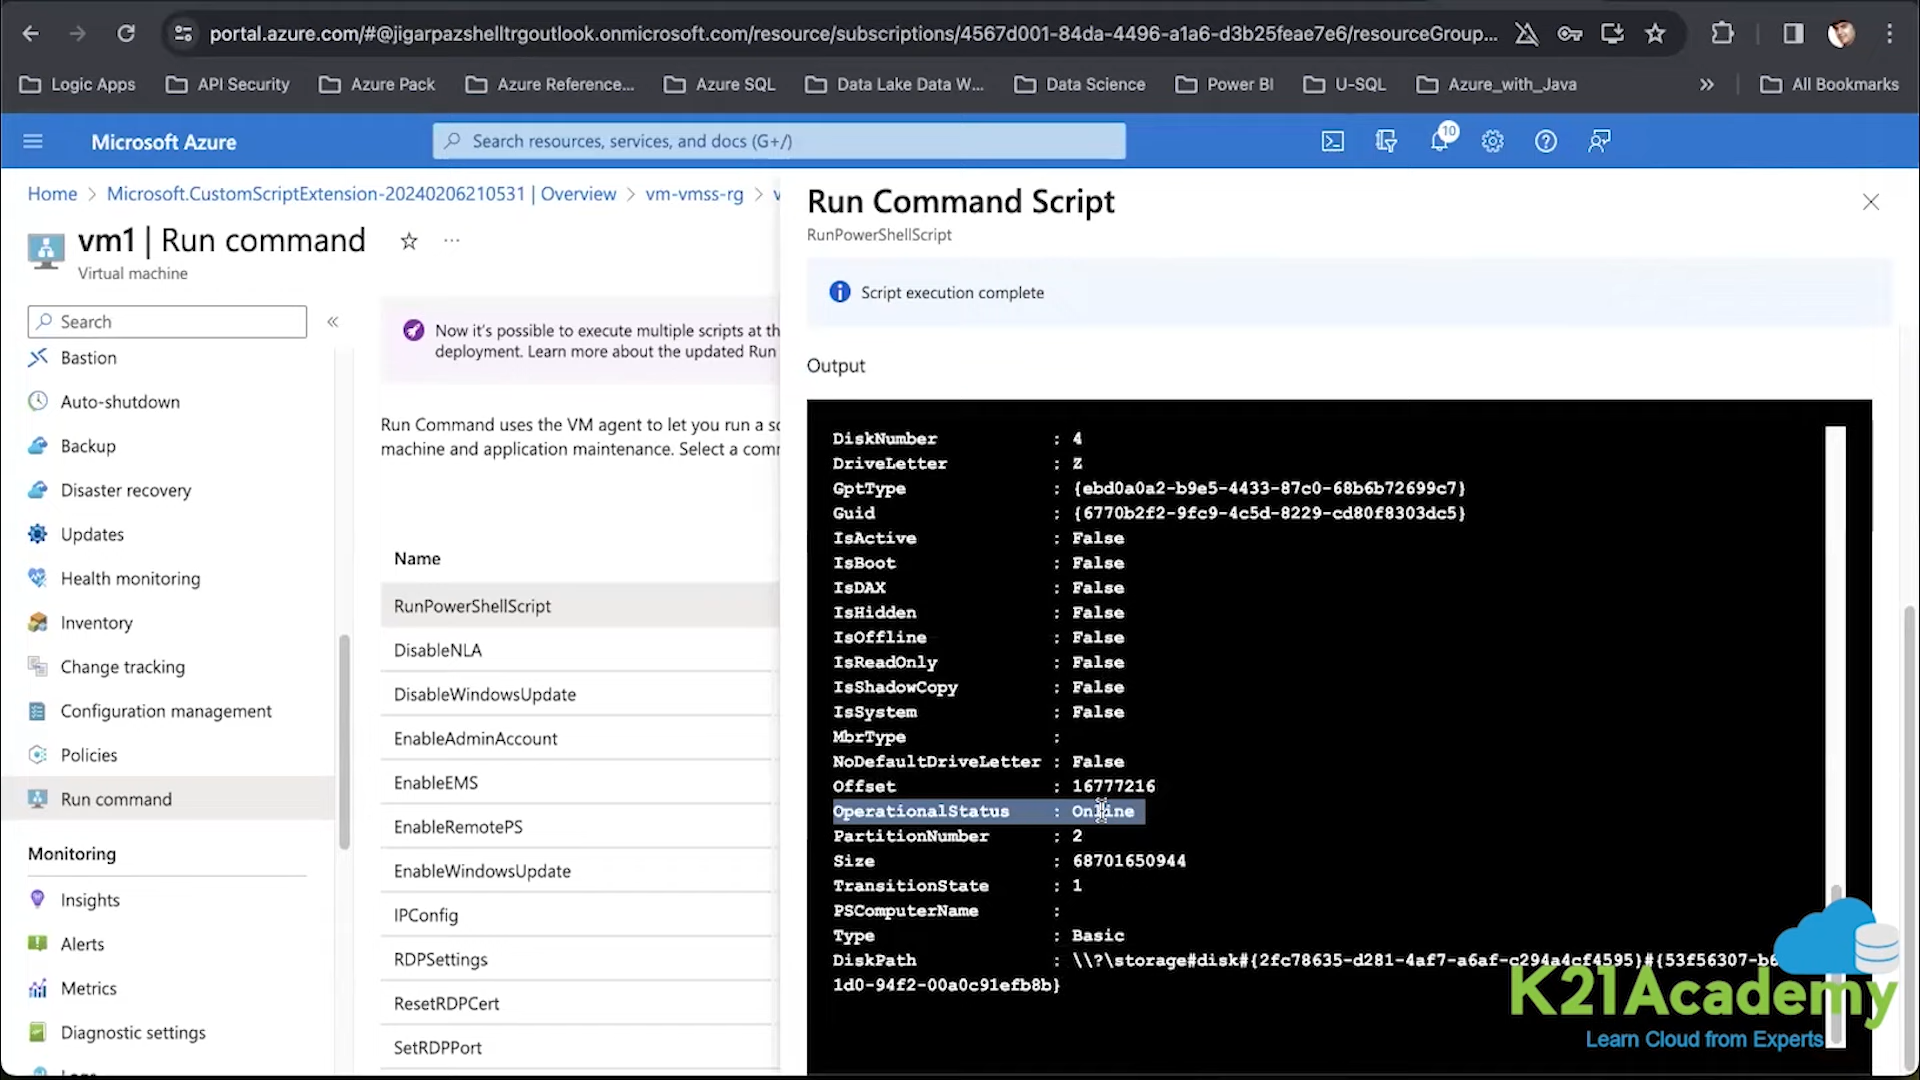 portal.azure.com/#@jigarpazshelltrgoutlook.onmicrosoft.com/resource/subscriptions/4567d001-84da-4496-a1a6-d3b25feae7e6/resourceGroup...
Logic Apps
API Security
Azure Pack
Azure Reference...
Azure SQL
Data Lake Data W...
Data Science
Power BI
U-SQL
Azure_with_Java
»
All Bookmarks
Microsoft Azure
Search resources, services, and docs (G+/)
10
Home > Microsoft.CustomScriptExtension-20240206210531 | Overview > vm-vmss-rg >
vm1 | Run command
Virtual machine
Search
Bastion
Auto-shutdown
Backup
Disaster recovery
Updates
Health monitoring
Inventory
Change tracking
Configuration management
Policies
Run command
Monitoring
Insights
Alerts
Metrics
Diagnostic settings
Now it's possible to execute multiple scripts at th
deployment. Learn more about the updated Run
Run Command uses the VM agent to let you run a sc
machine and application maintenance. Select a comm
Name
RunPowerShellScript
DisableNLA
DisableWindowsUpdate
EnableAdminAccount
EnableEMS
EnableRemotePS
EnableWindowsUpdate
IPConfig
RDPSettings
ResetRDPCert
SetRDPPort
Run Command Script
RunPowerShellScript
Script execution complete
Output
DiskNumber : 4
DriveLetter : Z
GptType : {ebd0a0a2-b9e5-4433-87c0-68b6b72699c7}
Guid : {6770b2f2-9fc9-4c5d-8229-cd80f8303dc5}
IsActive : False
IsBoot : False
IsDAX : False
IsHidden : False
IsOffline : False
IsReadOnly : False
IsShadowCopy : False
IsSystem : False
MbrType :
NoDefaultDriveLetter : False
Offset : 16777216
OperationalStatus : Online
PartitionNumber : 2
Size : 68701650944
TransitionState : 1
PSComputerName :
Type : Basic
DiskPath : \\?\storage#disk#{2fc78635-d281-4af7-a6af-c294a4cf4595}#{53f56307-b
1d0-94f2-00a0c91efb8b}
K21Academy
Learn Cloud from Experts